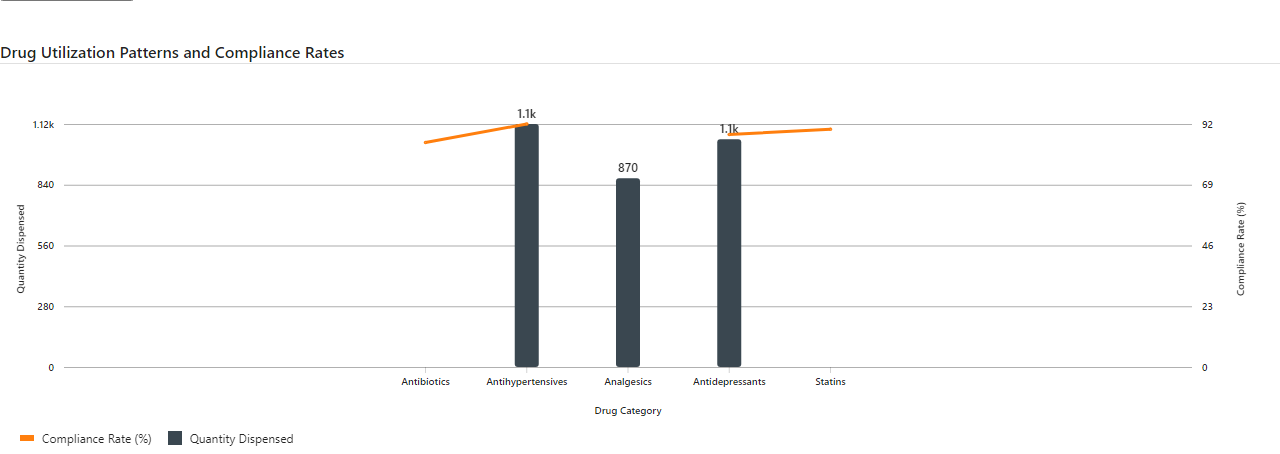 Drug Utilization Patterns and Compliance Rates
1.1k
1.12k
1.1k
92
870
840
69
Quantity Dispensed
Compliance Rate (%)
560
46
280
23
0
0
Antibiotics Antihypertensives Analgesics Antidepressants Statins
Drug Category
Compliance Rate (%) Quantity Dispensed